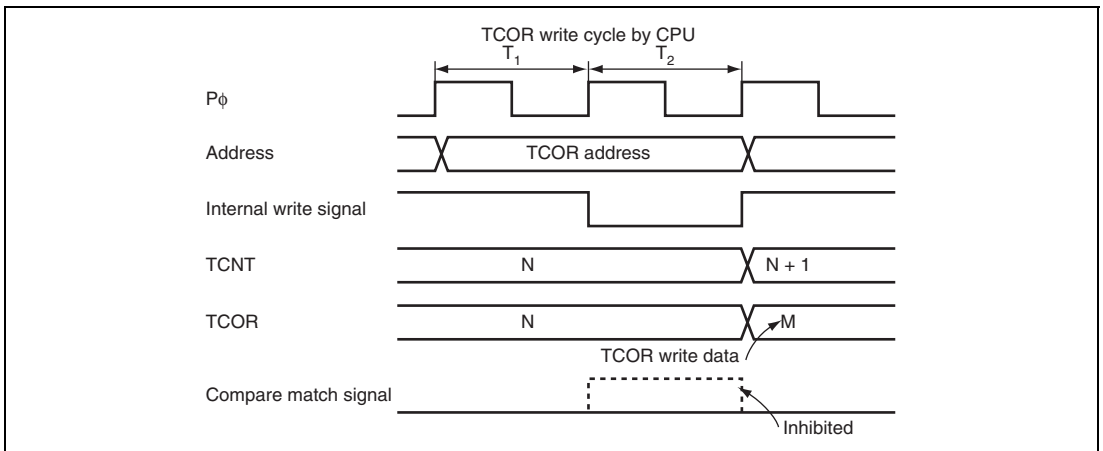 TCOR write cycle by CPU
T1 T2
Pφ
Address TCOR address
Internal write signal
TCNT N N + 1
TCOR N M
TCOR write data
Compare match signal
Inhibited